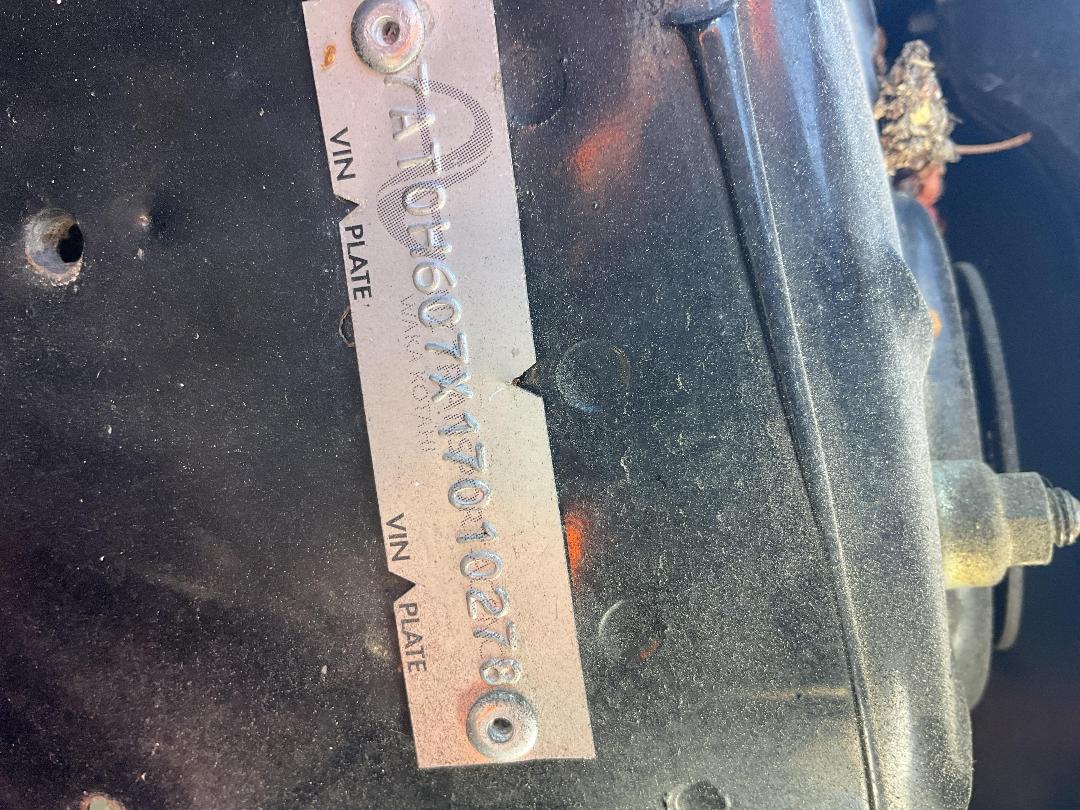 7AT0H607X17010278
WAKA KOTAHI
VIN PLATE VIN PLATE